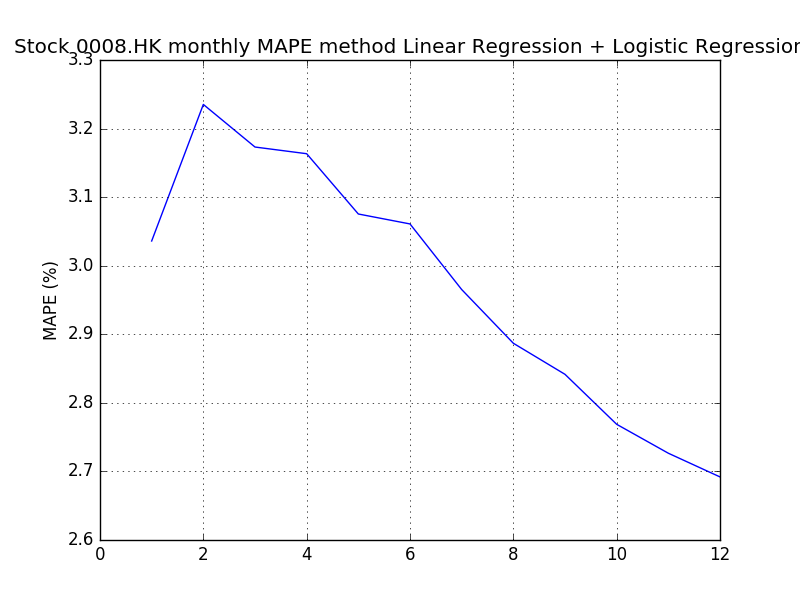 Stock 0008.HK monthly MAPE method Linear Regression + Logistic Regression
3.3
3.2
3.1
3.0
2.9
2.8
2.7
2.6
MAPE (%)
0 2 4 6 8 10 12